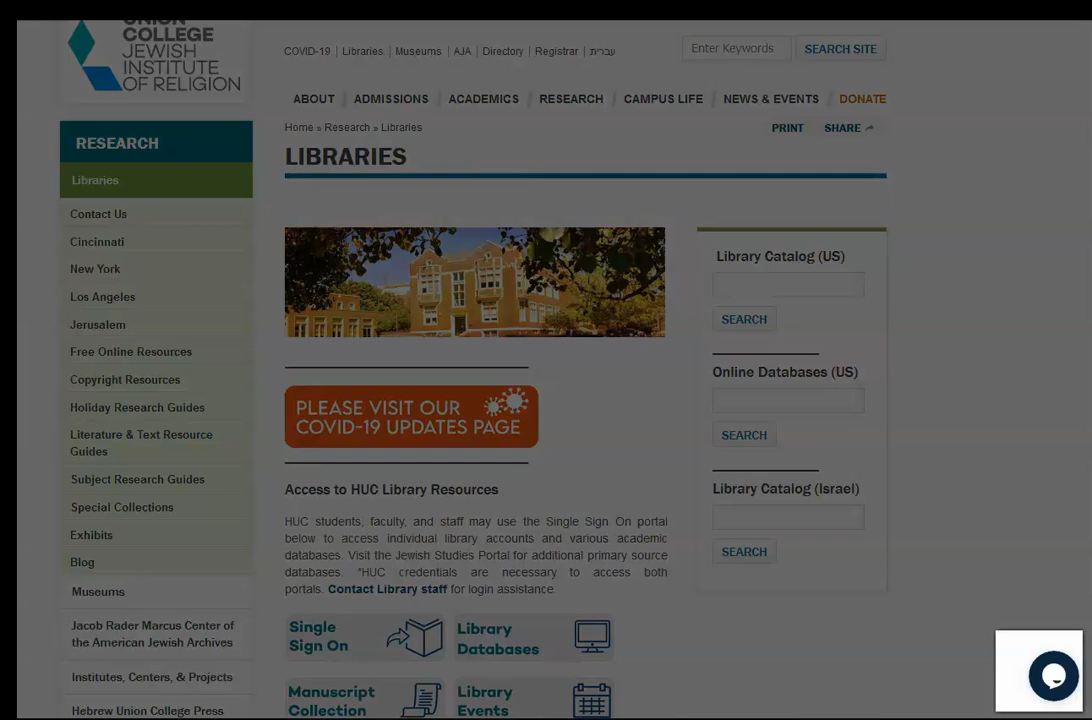 UNION
COLLEGE
JEWISH
INSTITUTE
OF RELIGION
COVID-19 | Libraries | Museums | AJA | Directory | Registrar | עברית
Enter Keywords
SEARCH SITE
ABOUT / ADMISSIONS / ACADEMICS / RESEARCH / CAMPUS LIFE / NEWS & EVENTS / DONATE
Home » Research » Libraries
PRINT
SHARE
LIBRARIES
RESEARCH
Libraries
Contact Us
Cincinnati
New York
Los Angeles
Jerusalem
Free Online Resources
Copyright Resources
Holiday Research Guides
Literature & Text Resource
Guides
Subject Research Guides
Special Collections
Exhibits
Blog
Museums
Jacob Rader Marcus Center of
the American Jewish Archives
Institutes, Centers, & Projects
Hebrew Union College Press
PLEASE VISIT OUR
COVID-19 UPDATES PAGE
Access to HUC Library Resources
HUC students, faculty, and staff may use the Single Sign On portal
below to access individual library accounts and various academic
databases. Visit the Jewish Studies Portal for additional primary source
databases. *HUC credentials are necessary to access both
portals. Contact Library staff for login assistance.
Single
Sign On
Library
Databases
Manuscript
Collection
Library
Events
Library Catalog (US)
SEARCH
Online Databases (US)
SEARCH
Library Catalog (Israel)
SEARCH